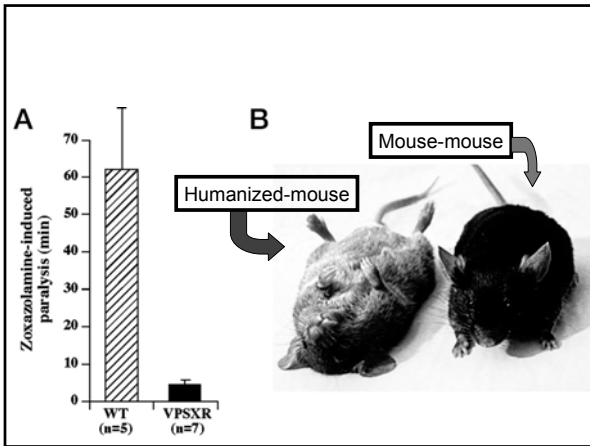 A
Zoxazolamine-induced
paralysis (min)
70
60
50
40
30
20
10
0
WT
(n=5)
VPSXR
(n=7)
B
Mouse-mouse
Humanized-mouse